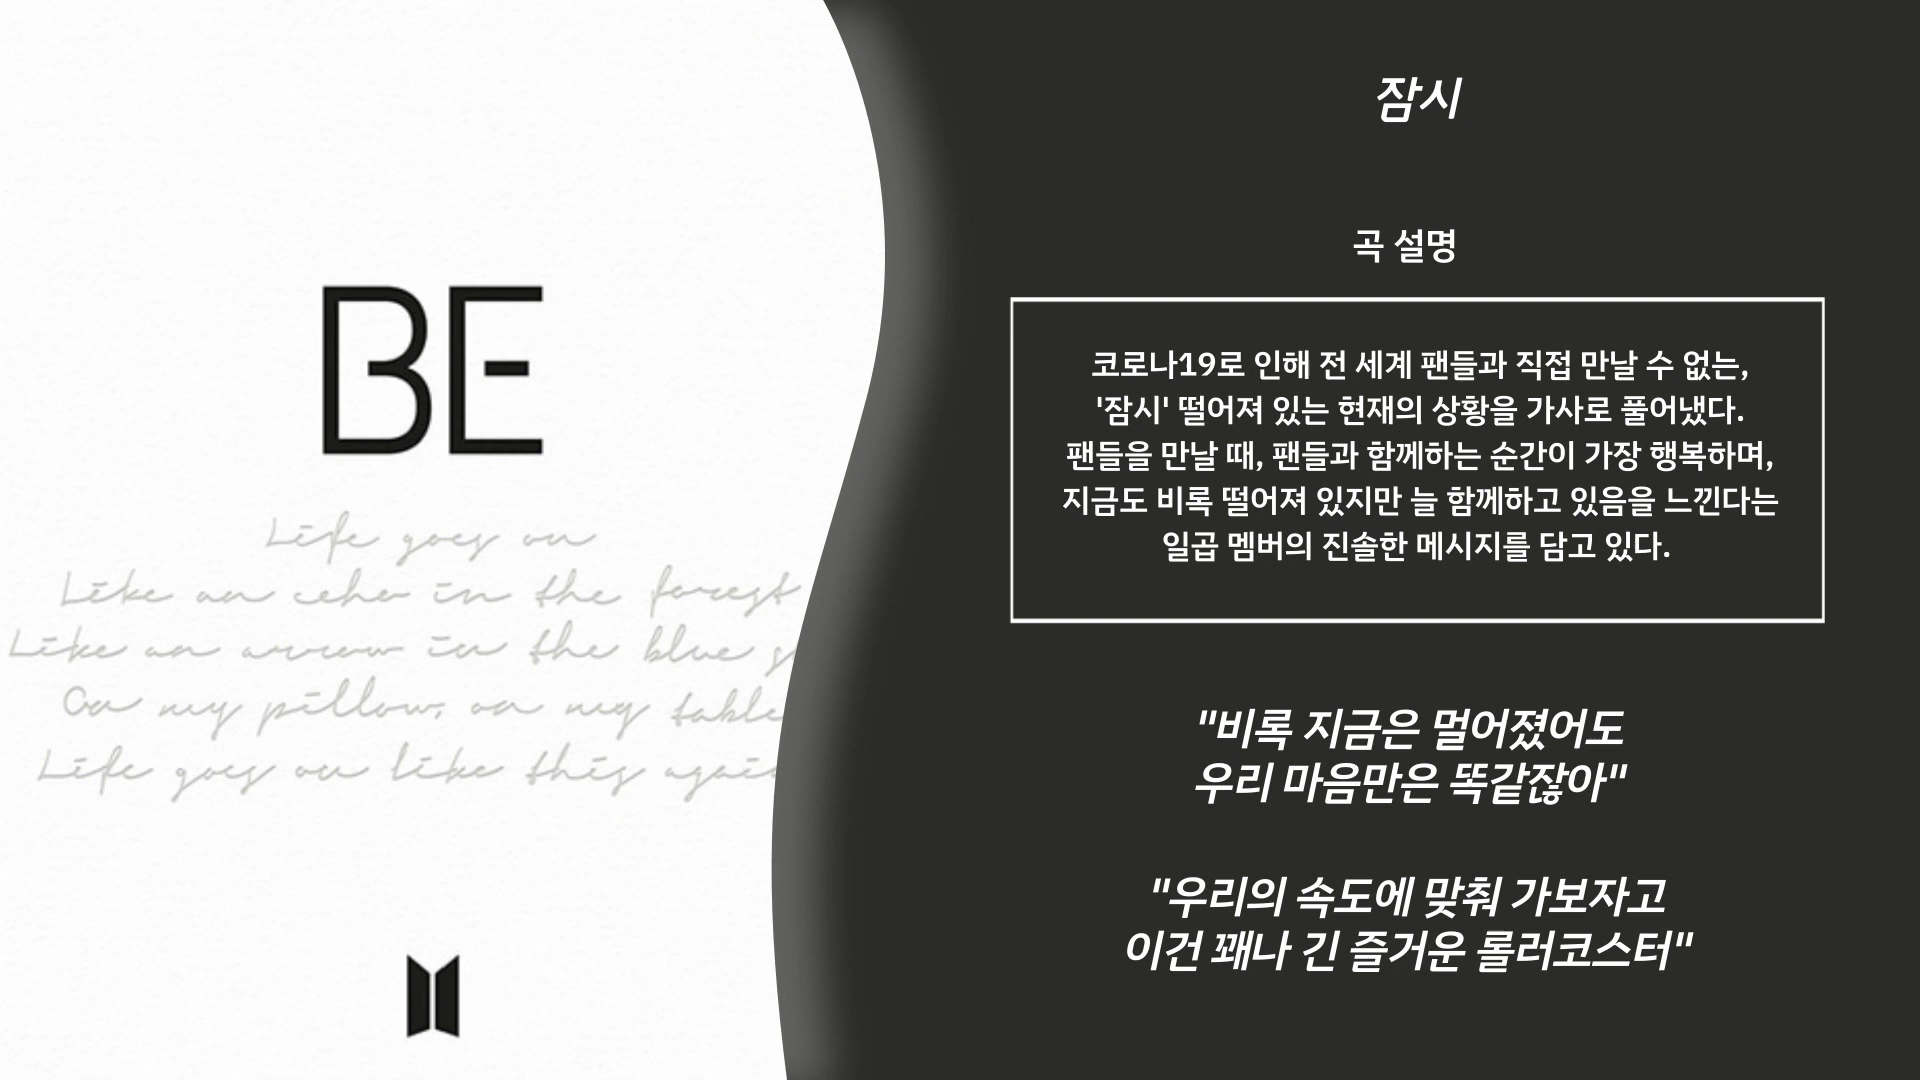 BE
Life goes on
Like an echo in the forest
Like an arrow in the blue
On my pillow, on my table
Life goes on like this
잠시
곡 설명
코로나19로 인해 전 세계 팬들과 직접 만날 수 없는,
'잠시' 떨어져 있는 현재의 상황을 가사로 풀어냈다.
팬들을 만날 때, 팬들과 함께하는 순간이 가장 행복하며,
지금도 비록 떨어져 있지만 늘 함께하고 있음을 느낀다는
일곱 멤버의 진솔한 메시지를 담고 있다.
"비록 지금은 멀어졌어도
우리 마음만은 똑같잖아"
"우리의 속도에 맞춰 가보자고
이건 꽤나 긴 즐거운 롤러코스터"